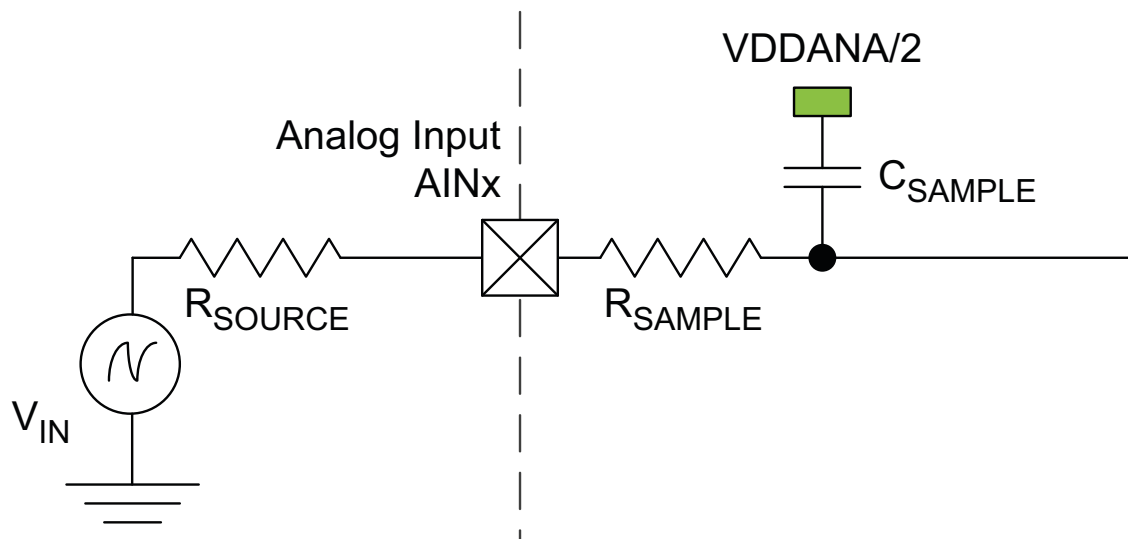 VDDANA/2
Analog Input
AINx
CSAMPLE
RSOURCE
RSAMPLE
VIN